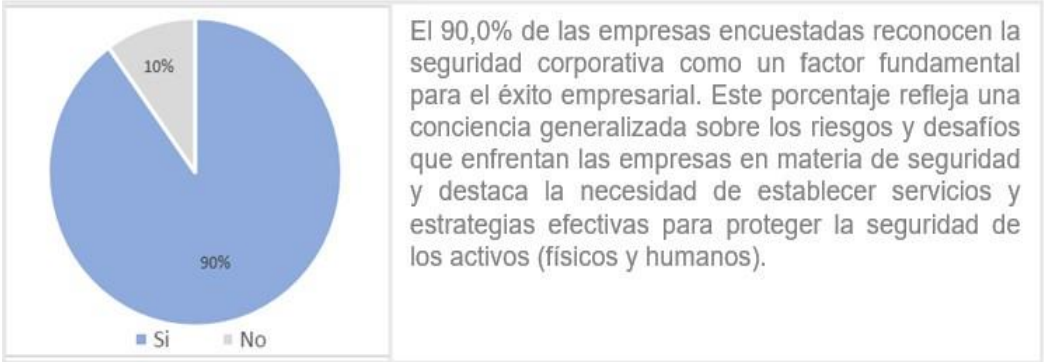 10%
90%
Si No
El 90,0% de las empresas encuestadas reconocen la
seguridad corporativa como un factor fundamental
para el éxito empresarial. Este porcentaje refleja una
conciencia generalizada sobre los riesgos y desafíos
que enfrentan las empresas en materia de seguridad
y destaca la necesidad de establecer servicios y
estrategias efectivas para proteger la seguridad de
los activos (físicos y humanos).